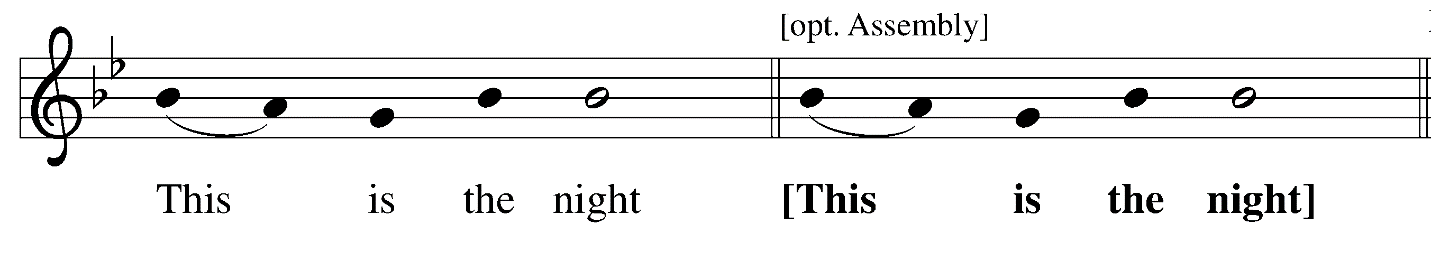 [opt. Assembly]
This is the night [This is the night]